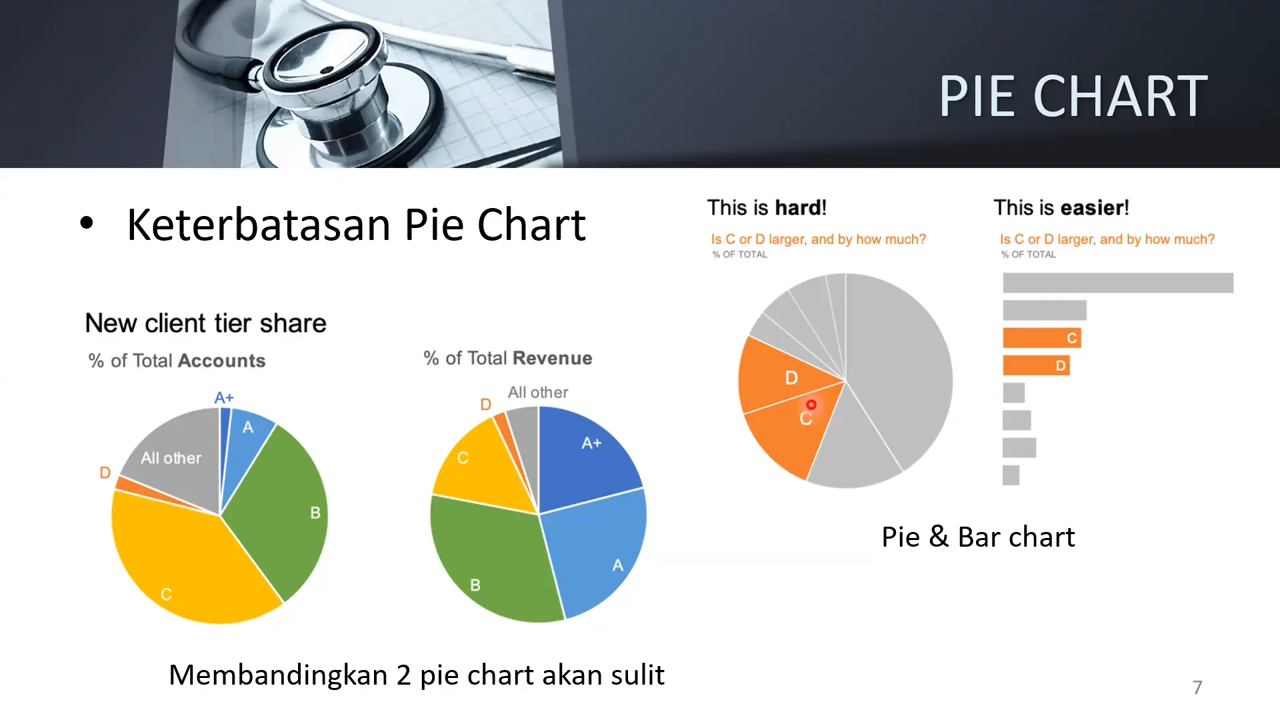 PIE CHART
• Keterbatasan Pie Chart
New client tier share
% of Total Accounts
A+
A
B
C
D
All other
% of Total Revenue
All other
D
C
A+
A
B
Membandingkan 2 pie chart akan sulit
This is hard!
Is C or D larger, and by how much?
% OF TOTAL
D
C
This is easier!
Is C or D larger, and by how much?
% OF TOTAL
C
D
Pie & Bar chart
7